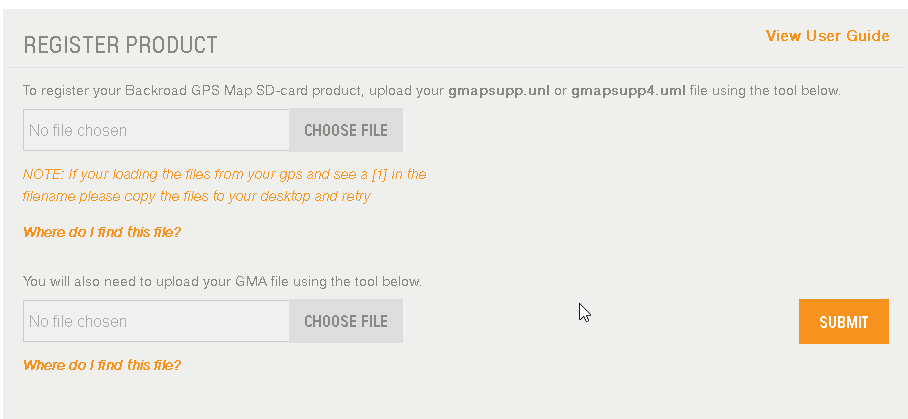 REGISTER PRODUCT
View User Guide
To register your Backroad GPS Map SD-card product, upload your gmapsupp.unl or gmapsupp4.uml file using the tool below.
No file chosen CHOOSE FILE
NOTE: If your loading the files from your gps and see a [1] in the
filename please copy the files to your desktop and retry
Where do I find this file?
You will also need to upload your GMA file using the tool below.
No file chosen CHOOSE FILE
SUBMIT
Where do I find this file?